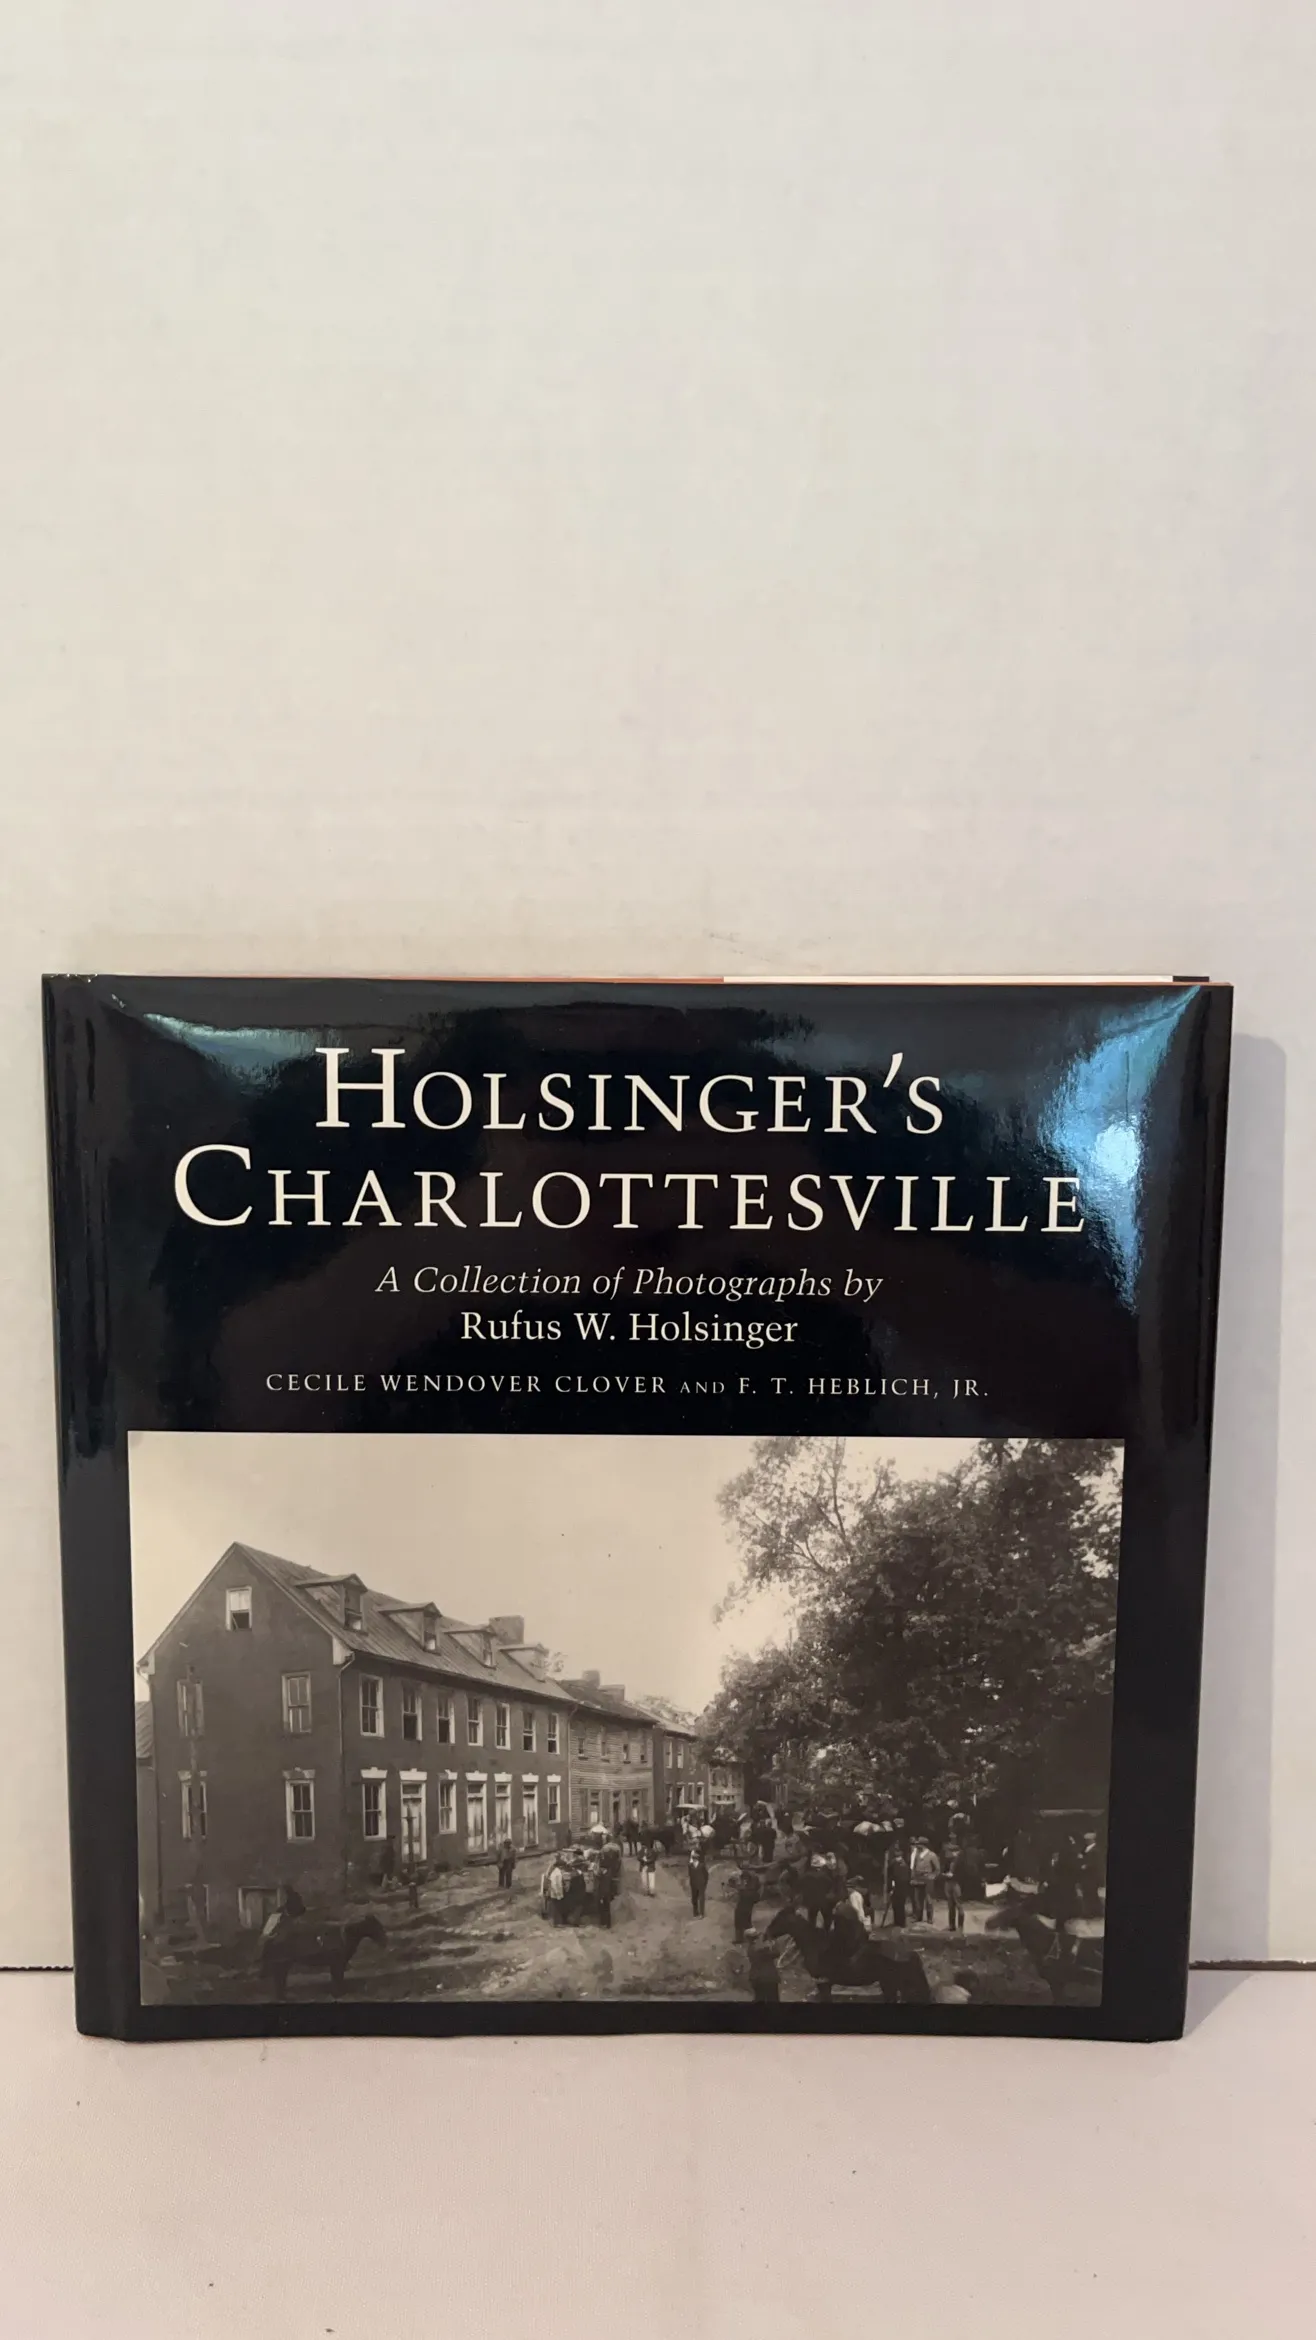 HOLSINGER'S
CHARLOTTESVILLE
A Collection of Photographs by
Rufus W. Holsinger
CECILE WENDOVER CLOVER AND F. T. HEBLICH, JR.